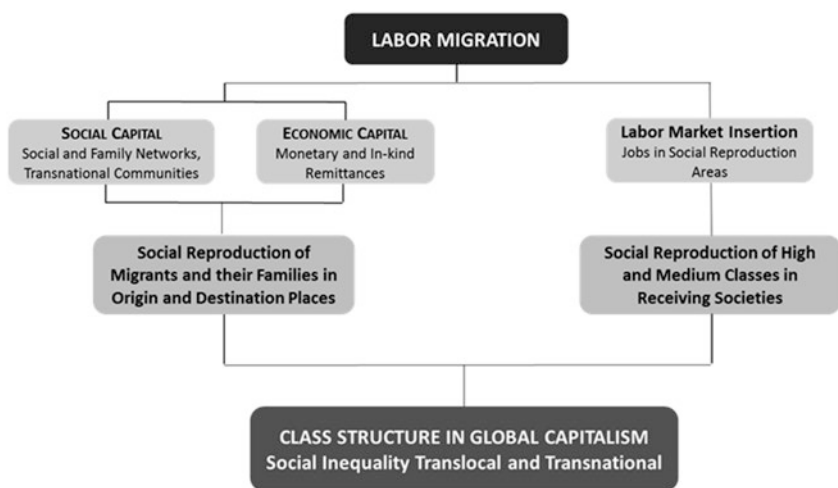 LABOR MIGRATION
SOCIAL CAPITAL
Social and Family Networks,
Transnational Communities
ECONOMIC CAPITAL
Monetary and In-kind
Remittances
Labor Market Insertion
Jobs in Social Reproduction
Areas
Social Reproduction of
Migrants and their Families in
Origin and Destination Places
Social Reproduction of High
and Medium Classes in
Receiving Societies
CLASS STRUCTURE IN GLOBAL CAPITALISM
Social Inequality Translocal and Transnational